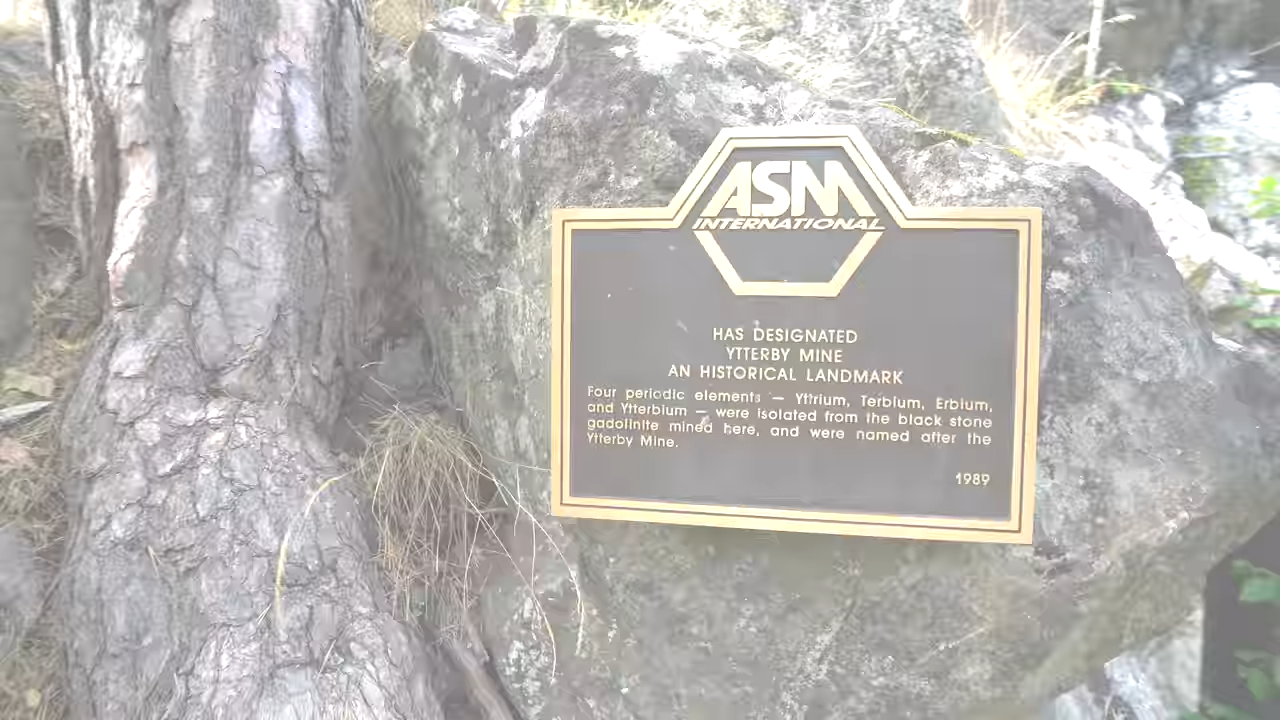 ASM
INTERNATIONAL
HAS DESIGNATED
YTTERBY MINE
AN HISTORICAL LANDMARK
Four periodic elements — Yttrium, Terbium, Erbium,
and Ytterbium — were isolated from the black stone
gadolinite mined here, and were named after the
Ytterby Mine.
1989